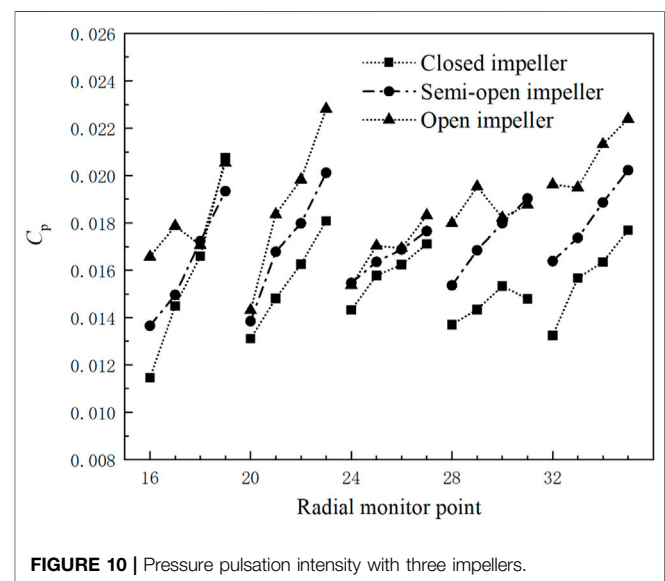 0.026
0.024
0.022
0.020
0.018
0.016
0.014
0.012
0.010
0.008
Cp
Closed impeller
Semi-open impeller
Open impeller
16 20 24 28 32
Radial monitor point
FIGURE 10 | Pressure pulsation intensity with three impellers.